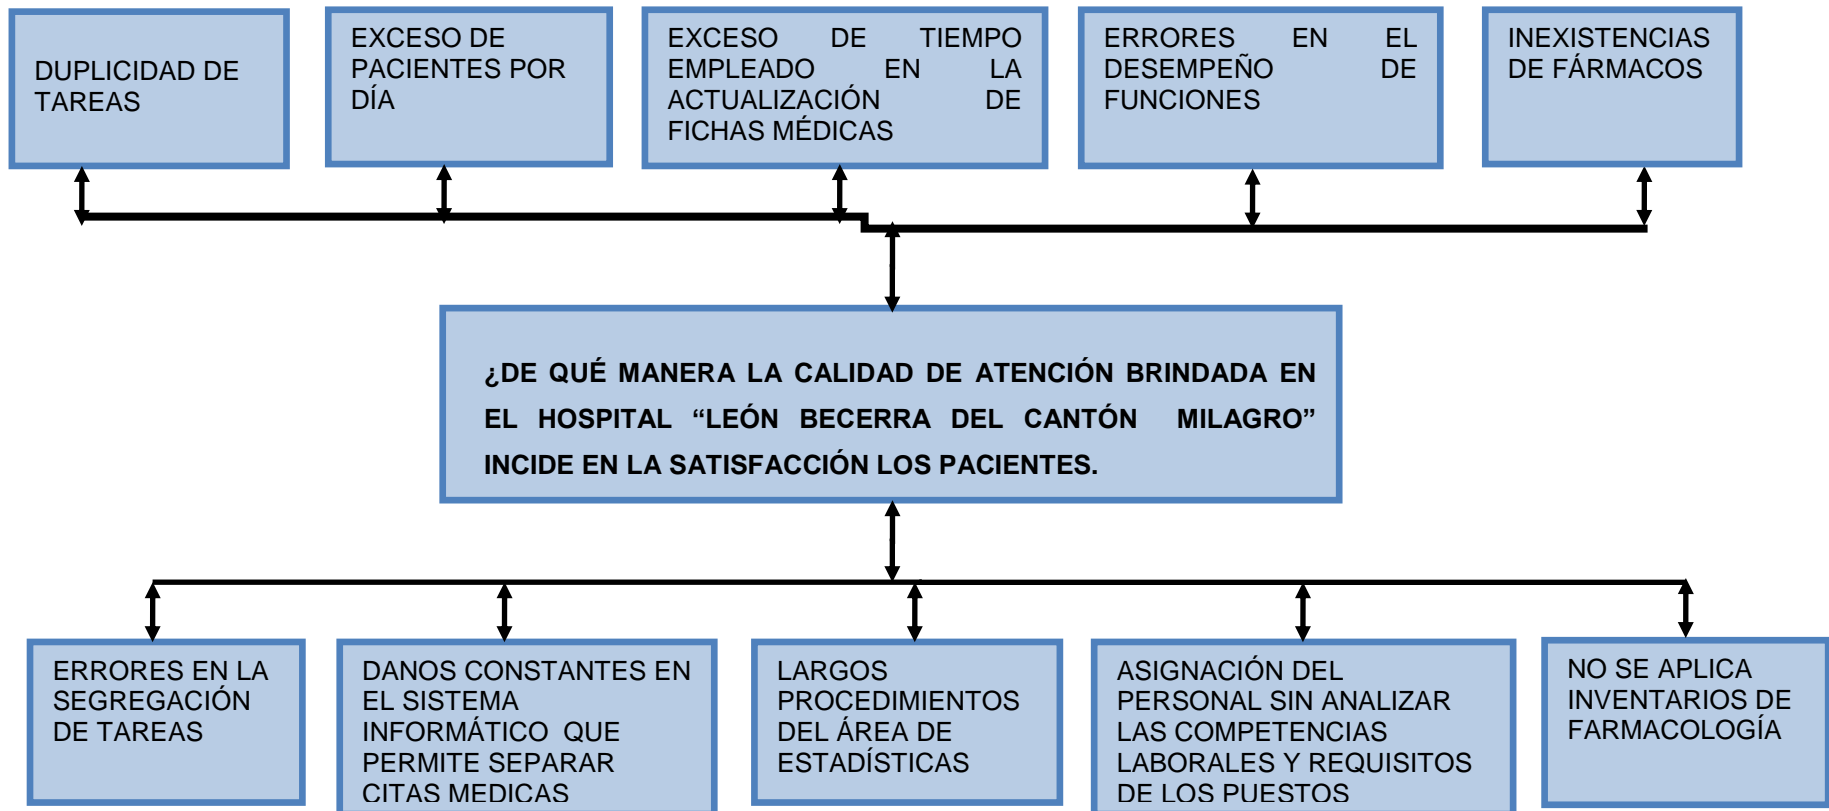 DUPLICIDAD DE
TAREAS
EXCESO DE
PACIENTES POR
DÍA
EXCESO DE TIEMPO
EMPLEADO EN LA
ACTUALIZACIÓN DE
FICHAS MÉDICAS
ERRORES EN EL
DESEMPEÑO DE
FUNCIONES
INEXISTENCIAS
DE FÁRMACOS
¿DE QUÉ MANERA LA CALIDAD DE ATENCIÓN BRINDADA EN
EL HOSPITAL “LEÓN BECERRA DEL CANTÓN MILAGRO”
INCIDE EN LA SATISFACCIÓN LOS PACIENTES.
ERRORES EN LA
SEGREGACIÓN
DE TAREAS
DANOS CONSTANTES EN
EL SISTEMA
INFORMÁTICO QUE
PERMITE SEPARAR
CITAS MEDICAS
LARGOS
PROCEDIMIENTOS
DEL ÁREA DE
ESTADÍSTICAS
ASIGNACIÓN DEL
PERSONAL SIN ANALIZAR
LAS COMPETENCIAS
LABORALES Y REQUISITOS
DE LOS PUESTOS
NO SE APLICA
INVENTARIOS DE
FARMACOLOGÍA